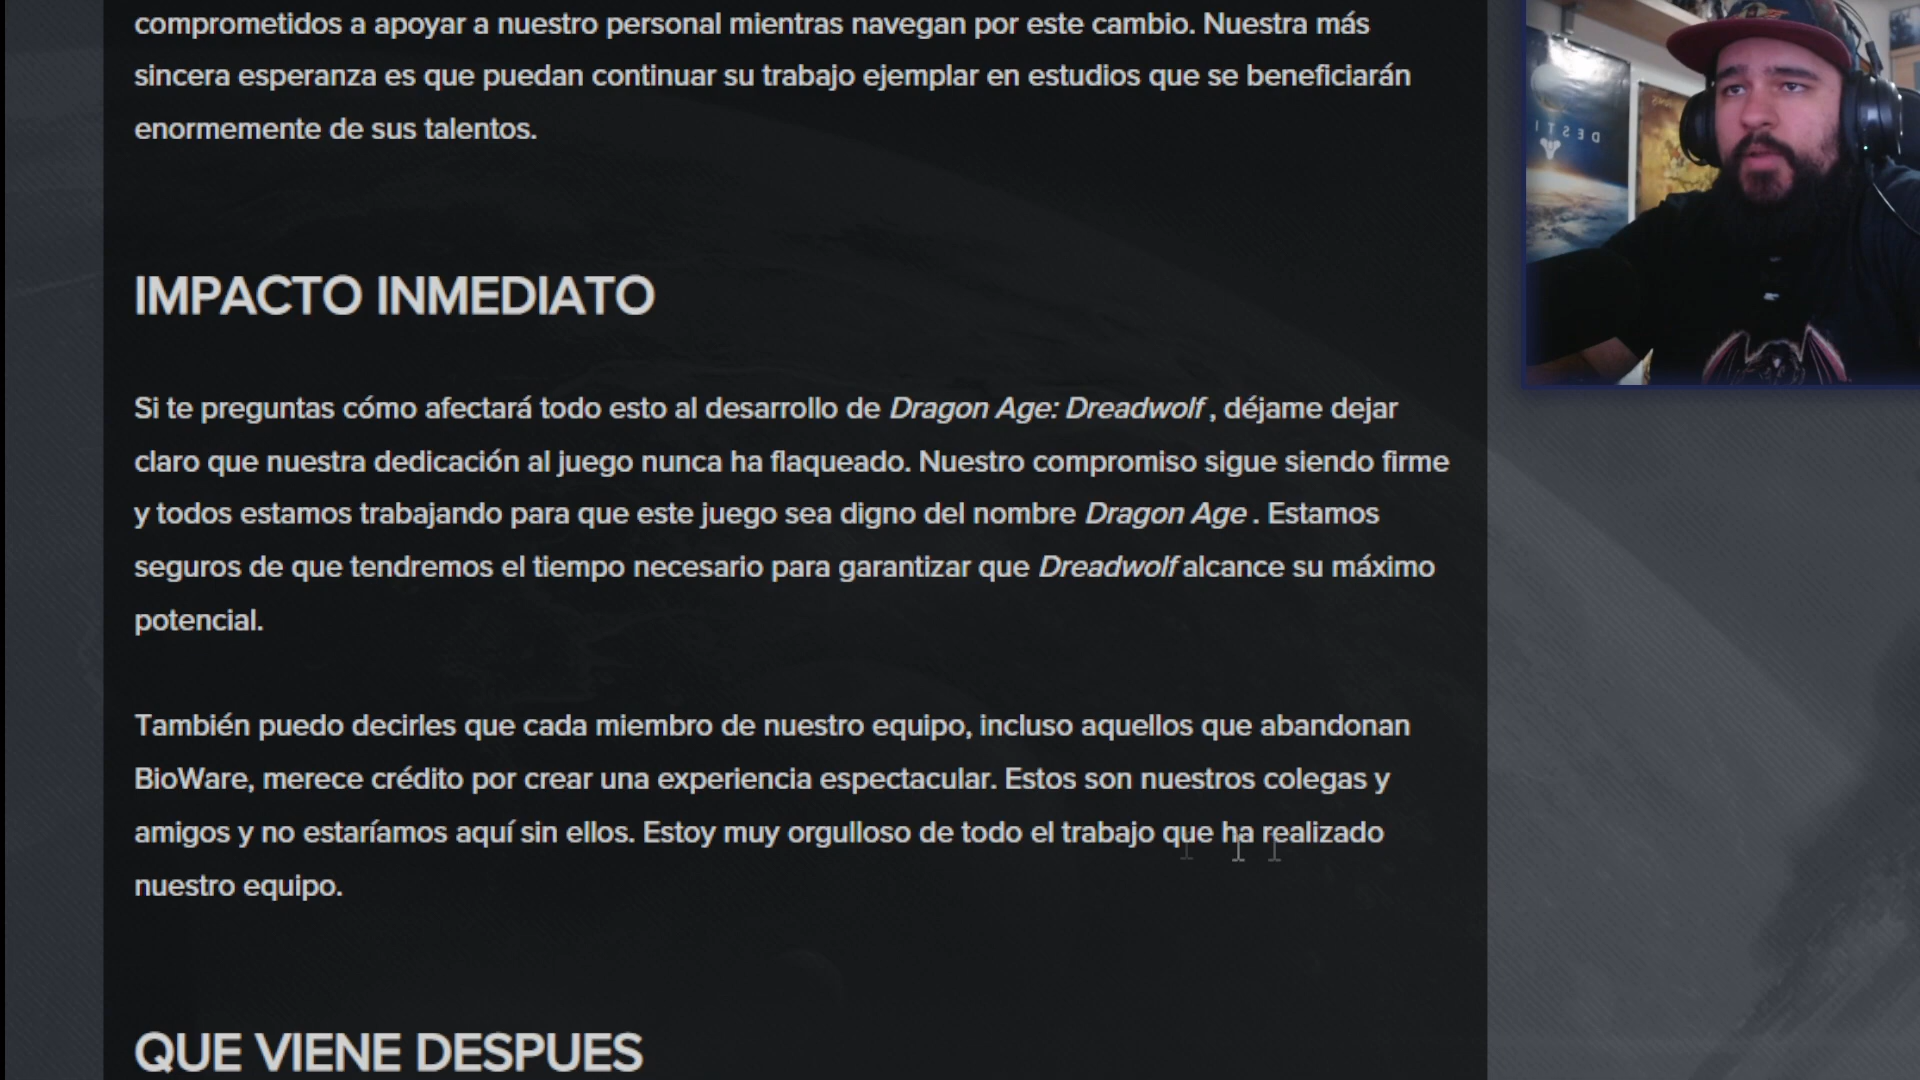 comprometidos a apoyar a nuestro personal mientras navegan por este cambio. Nuestra más
sincera esperanza es que puedan continuar su trabajo ejemplar en estudios que se beneficiarán
enormemente de sus talentos.
DESTI
IMPACTO INMEDIATO
Si te preguntas cómo afectará todo esto al desarrollo de Dragon Age: Dreadwolf , déjame dejar
claro que nuestra dedicación al juego nunca ha flaqueado. Nuestro compromiso sigue siendo firme
y todos estamos trabajando para que este juego sea digno del nombre Dragon Age . Estamos
seguros de que tendremos el tiempo necesario para garantizar que Dreadwolf alcance su máximo
potencial.
También puedo decirles que cada miembro de nuestro equipo, incluso aquellos que abandonan
BioWare, merece crédito por crear una experiencia espectacular. Estos son nuestros colegas y
amigos y no estaríamos aquí sin ellos. Estoy muy orgulloso de todo el trabajo que ha realizado
nuestro equipo.
QUE VIENE DESPUES